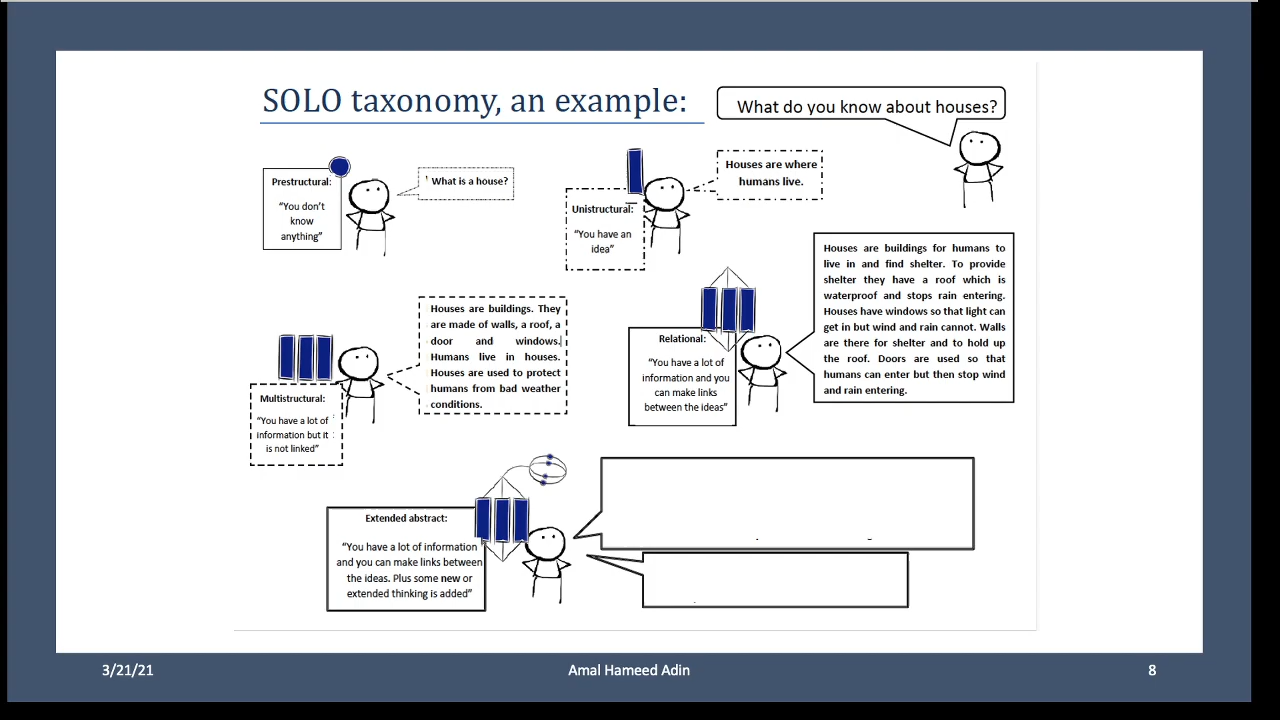 SOLO taxonomy, an example:
What do you know about houses?
Prestructural:
“You don’t
know
anything”
What is a house?
Unistructural:
“You have an
idea”
Houses are where
humans live.
Multistructural:
“You have a lot of
information but it
is not linked”
Houses are buildings. They
are made of walls, a roof, a
door and windows.
Humans live in houses.
Houses are used to protect
humans from bad weather
conditions.
Relational:
“You have a lot of
information and you
can make links
between the ideas”
Houses are buildings for humans to
live in and find shelter. To provide
shelter they have a roof which is
waterproof and stops rain entering.
Houses have windows so that light can
get in but wind and rain cannot. Walls
are there for shelter and to hold up
the roof. Doors are used so that
humans can enter but then stop wind
and rain entering.
Extended abstract:
“You have a lot of information
and you can make links between
the ideas. Plus some new or
extended thinking is added”
3/21/21
Amal Hameed Adin
8